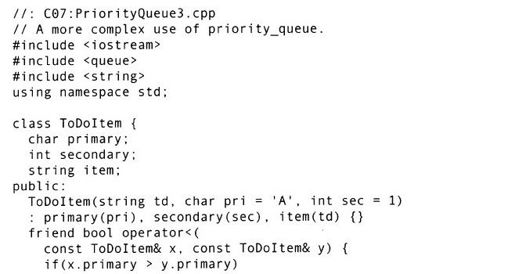 //: C07:PriorityQueue3.cpp
// A more complex use of priority_queue.
#include <iostream>
#include <queue>
#include <string>
using namespace std;

class ToDoItem {
  char primary;
  int secondary;
  string item;
public:
  ToDoItem(string td, char pri = 'A', int sec = 1)
  : primary(pri), secondary(sec), item(td) {}
  friend bool operator<(
    const ToDoItem& x, const ToDoItem& y) {
    if(x.primary > y.primary)